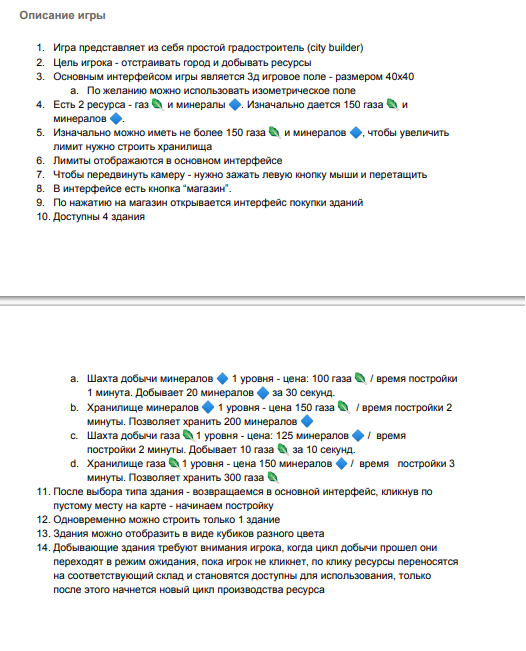 Описание игры
1. Игра представляет из себя простой градостроитель (city builder)
2. Цель игрока - отстраивать город и добывать ресурсы
3. Основным интерфейсом игры является 3д игровое поле - размером 40х40
a. По желанию можно использовать изометрическое поле
4. Есть 2 ресурса - газ 🍃 и минералы 🔷. Изначально дается 150 газа 🍃 и
минералов 🔷.
5. Изначально можно иметь не более 150 газа 🍃 и минералов 🔷, чтобы увеличить
лимит нужно строить хранилища
6. Лимиты отображаются в основном интерфейсе
7. Чтобы передвинуть камеру - нужно зажать левую кнопку мыши и перетащить
8. В интерфейсе есть кнопка “магазин”.
9. По нажатию на магазин открывается интерфейс покупки зданий
10. Доступны 4 здания
a. Шахта добычи минералов 🔷 1 уровня - цена: 100 газа 🍃 / время постройки
1 минута. Добывает 20 минералов 🔷 за 30 секунд.
b. Хранилище минералов 🔷 1 уровня - цена 150 газа 🍃 / время постройки 2
минуты. Позволяет хранить 200 минералов 🔷
c. Шахта добычи газа 🍃 1 уровня - цена: 125 минералов 🔷 / время
постройки 2 минуты. Добывает 10 газа 🍃 за 10 секунд.
d. Хранилище газа 🍃 1 уровня - цена 150 минералов 🔷 / время постройки 3
минуты. Позволяет хранить 300 газа 🍃
11. После выбора типа здания - возвращаемся в основной интерфейс, кликнув по
пустому месту на карте - начинаем постройку
12. Одновременно можно строить только 1 здание
13. Здания можно отобразить в виде кубиков разного цвета
14. Добывающие здания требуют внимания игрока, когда цикл добычи прошел они
переходят в режим ожидания, пока игрок не кликнет, по клику ресурсы переносятся
на соответствующий склад и становятся доступны для использования, только
после этого начнется новый цикл производства ресурса